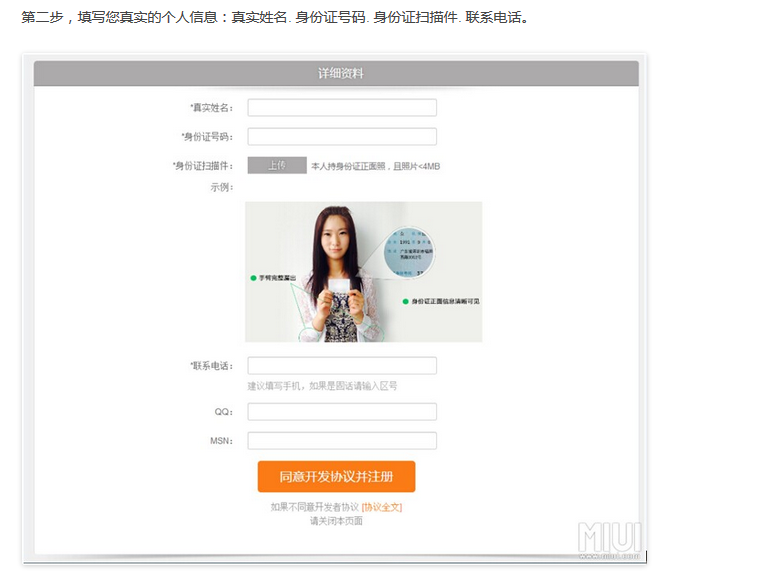 第二步，填写您真实的个人信息：真实姓名. 身份证号码. 身份证扫描件. 联系电话。
详细资料
*真实姓名：
*身份证号码：
*身份证扫描件：
上传
本人持身份证正面照，且照片<4MB
示例：
手臂完整露出
身份证正面信息清晰可见
*联系电话：
建议填写手机，如果是固话请输入区号
QQ：
MSN：
同意开发协议并注册
如果不同意开发者协议 [协议全文]
请关闭本页面
MIUI
www.miui.com